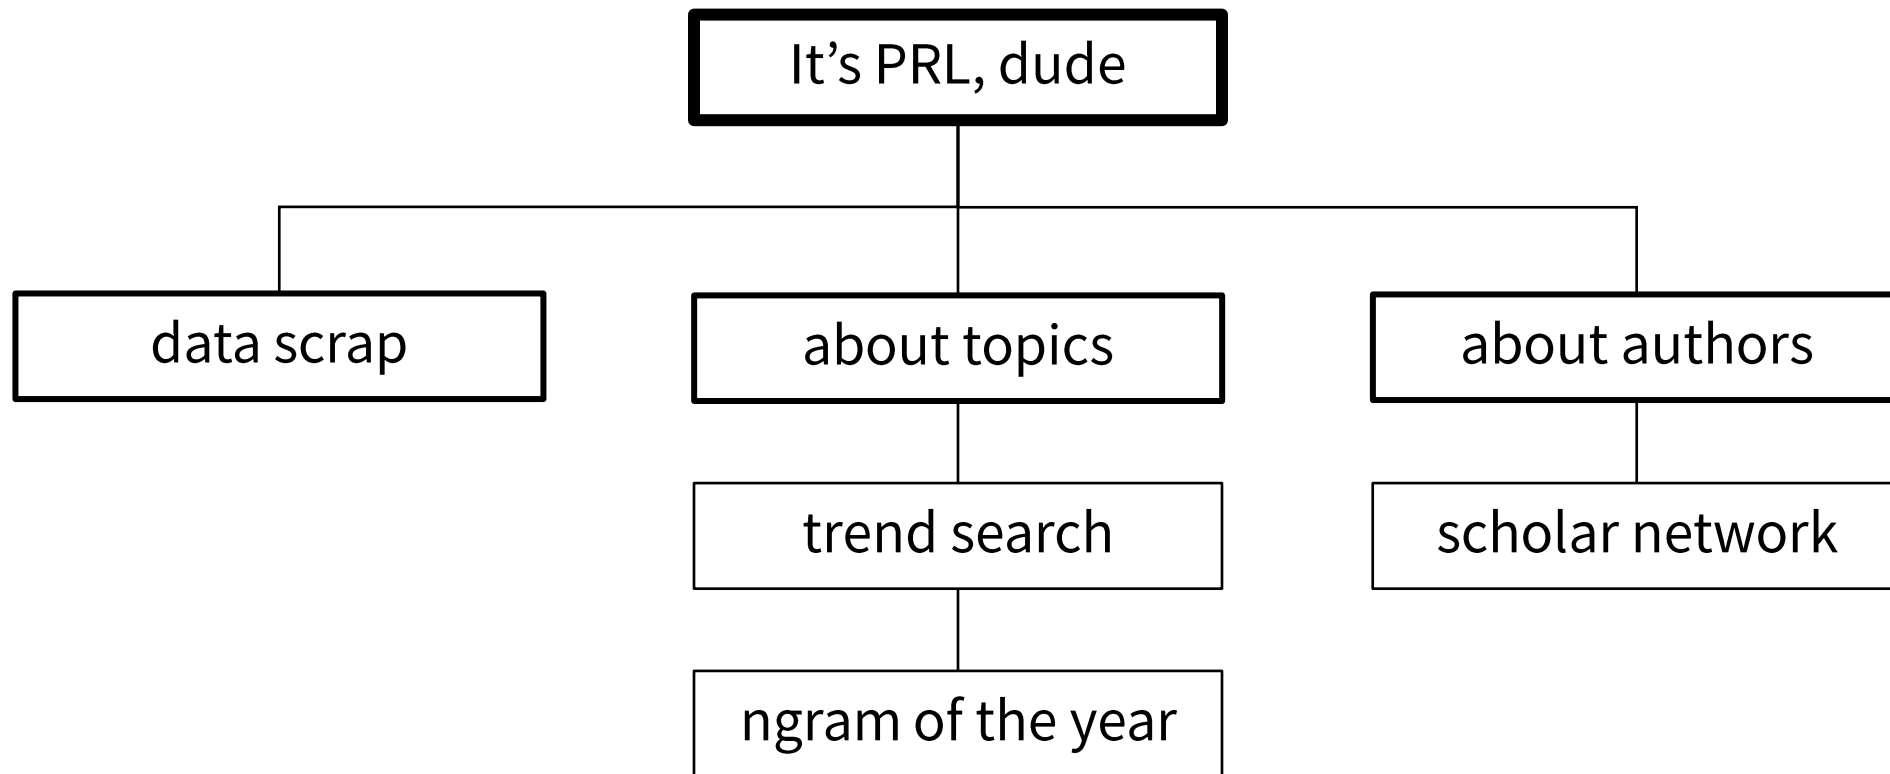 It’s PRL, dude
data scrap
about topics
about authors
trend search
scholar network
ngram of the year